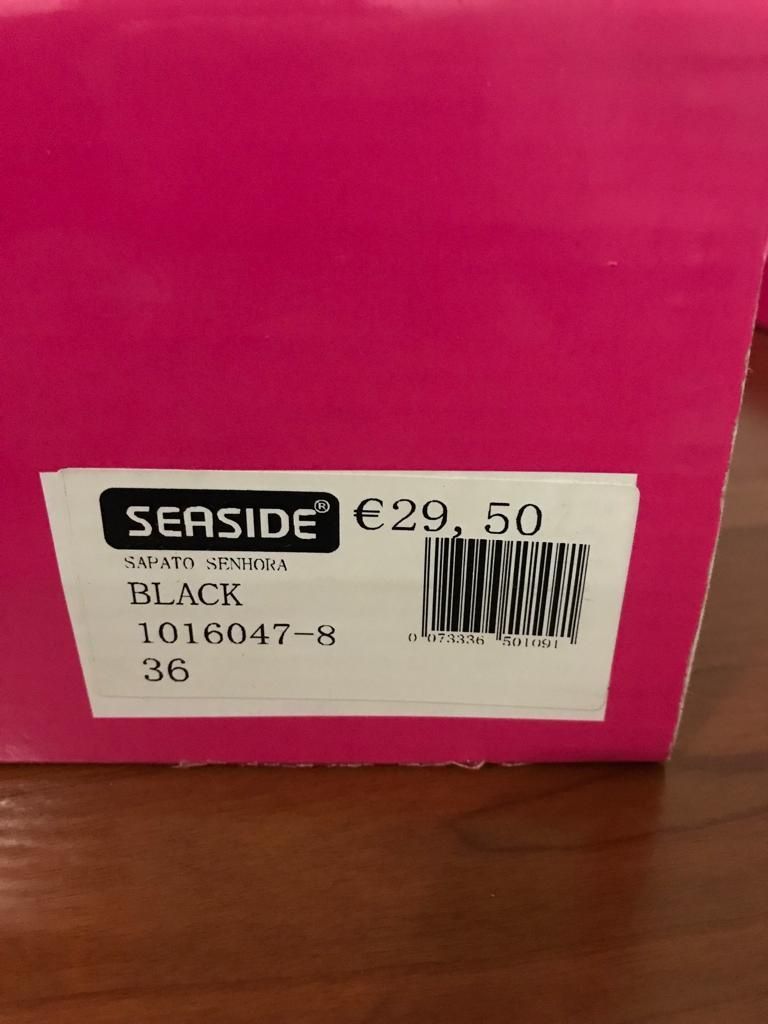 SEASIDE® €29,50
SAPATO SENHORA
BLACK
1016047-8
36
0 073336 501091